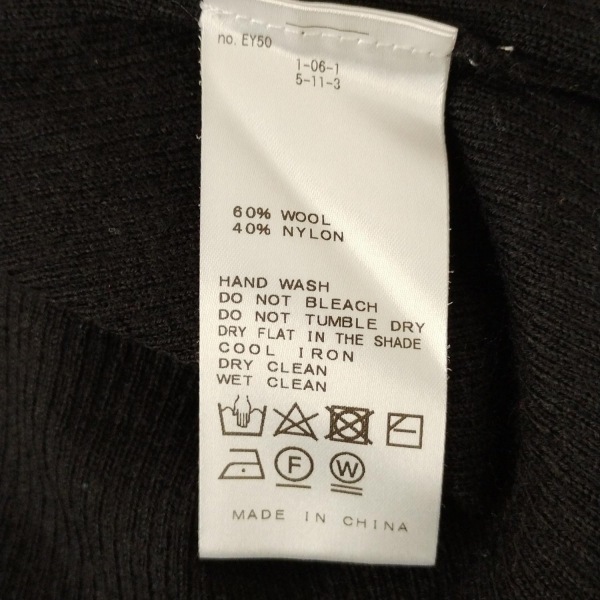 no. EY50
1-06-1
5-11-3
60% WOOL
40% NYLON
HAND WASH
DO NOT BLEACH
DO NOT TUMBLE DRY
DRY FLAT IN THE SHADE
COOL IRON
DRY CLEAN
WET CLEAN
F W
MADE IN CHINA